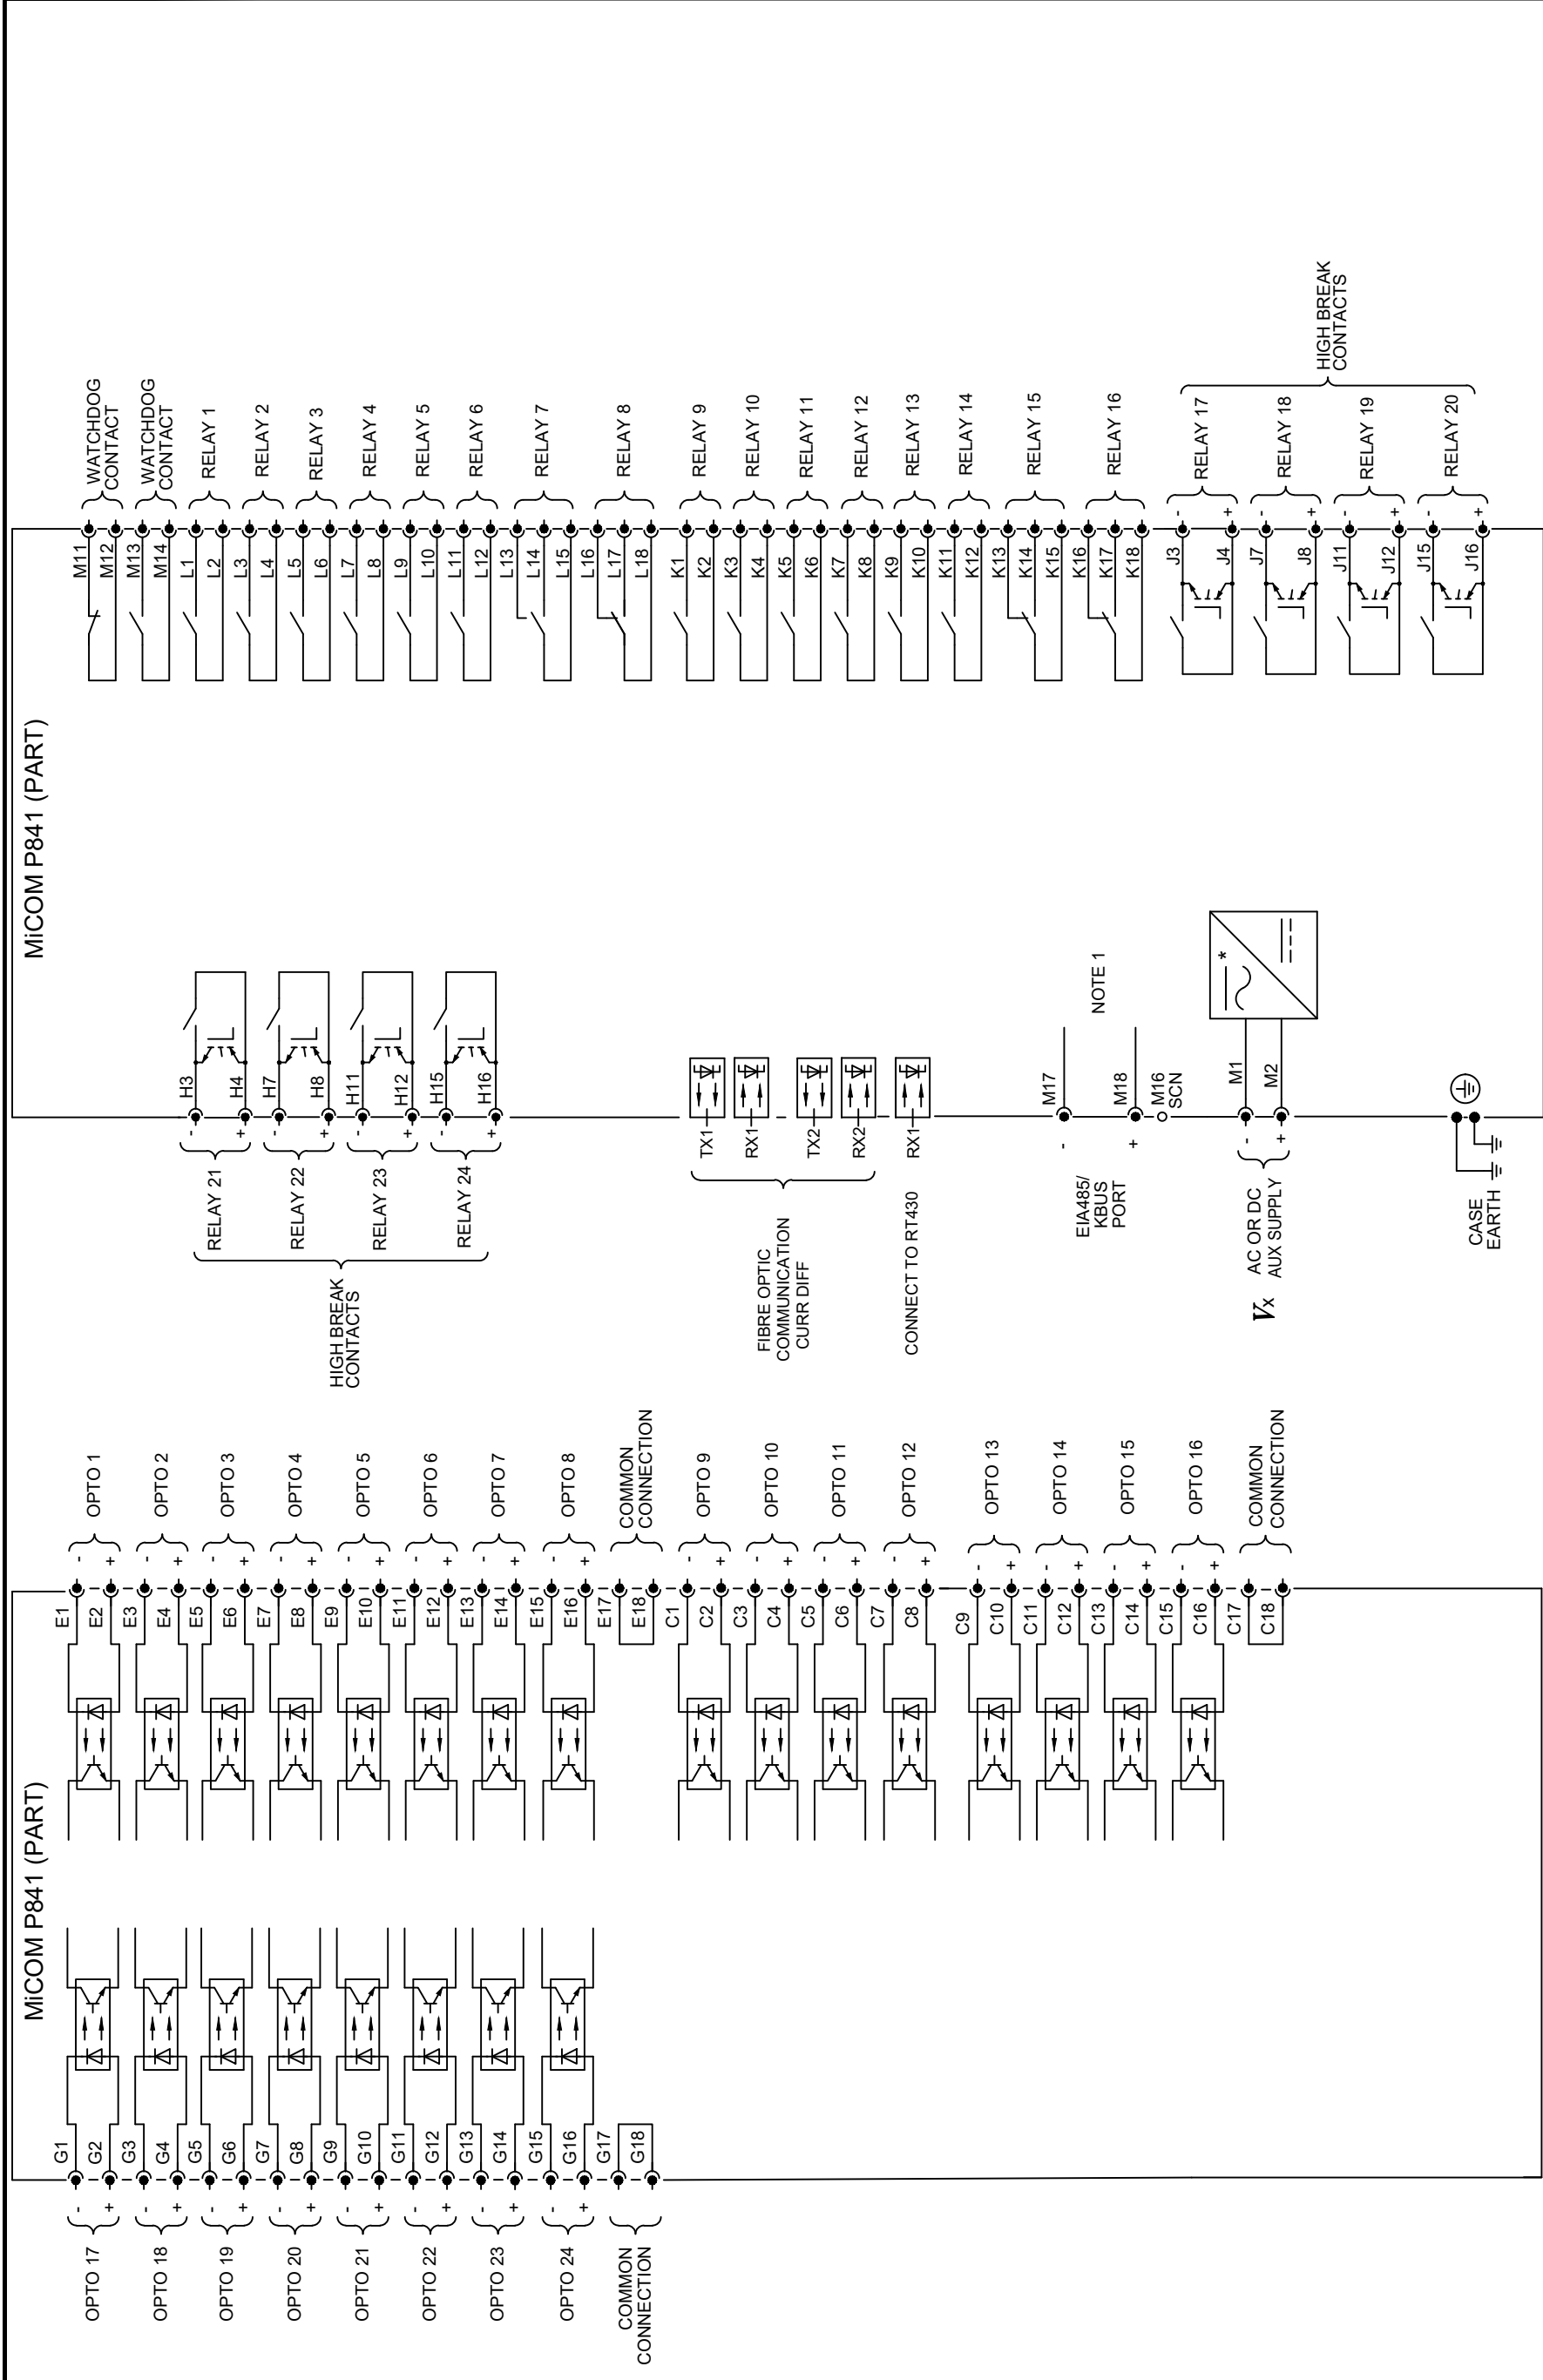 MiCOM P841 (PART)
G1
G2
G3
G4
G5
G6
G7
G8
G9
G10
G11
G12
G13
G14
G15
G16
G17
G18
-
+
-
+
-
+
-
+
-
+
-
+
-
+
-
+
OPTO 17
OPTO 18
OPTO 19
OPTO 20
OPTO 21
OPTO 22
OPTO 23
OPTO 24
COMMON
CONNECTION
E1
E2
E3
E4
E5
E6
E7
E8
E9
E10
E11
E12
E13
E14
E15
E16
E17
E18
C1
C2
C3
C4
C5
C6
C7
C8
C9
C10
C11
C12
C13
C14
C15
C16
C17
C18
-
+
-
+
-
+
-
+
-
+
-
+
-
+
-
+
-
+
-
+
-
+
-
+
-
+
-
+
-
+
-
+
OPTO 1
OPTO 2
OPTO 3
OPTO 4
OPTO 5
OPTO 6
OPTO 7
OPTO 8
COMMON
CONNECTION
OPTO 9
OPTO 10
OPTO 11
OPTO 12
OPTO 13
OPTO 14
OPTO 15
OPTO 16
COMMON
CONNECTION
MiCOM P841 (PART)
H3
H4
H7
H8
H11
H12
H15
H16
-
+
-
+
-
+
-
+
RELAY 21
RELAY 22
RELAY 23
RELAY 24
HIGH BREAK
CONTACTS
TX1
RX1
TX2
RX2
RX1
FIBRE OPTIC
COMMUNICATION
CURR DIFF
CONNECT TO RT430
M17
M18
M16
SCN
NOTE 1
-
+
EIA485/
KBUS
PORT
M1
M2
*
-
+
AC OR DC
AUX SUPPLY
Vx
CASE
EARTH
M11
M12
M13
M14
L1
L2
L3
L4
L5
L6
L7
L8
L9
L10
L11
L12
L13
L14
L15
L16
L17
L18
K1
K2
K3
K4
K5
K6
K7
K8
K9
K10
K11
K12
K13
K14
K15
K16
K17
K18
J3
J4
J7
J8
J11
J12
J15
J16
-
+
-
+
-
+
-
+
WATCHDOG
CONTACT
WATCHDOG
CONTACT
RELAY 1
RELAY 2
RELAY 3
RELAY 4
RELAY 5
RELAY 6
RELAY 7
RELAY 8
RELAY 9
RELAY 10
RELAY 11
RELAY 12
RELAY 13
RELAY 14
RELAY 15
RELAY 16
RELAY 17
RELAY 18
RELAY 19
RELAY 20
HIGH BREAK
CONTACTS